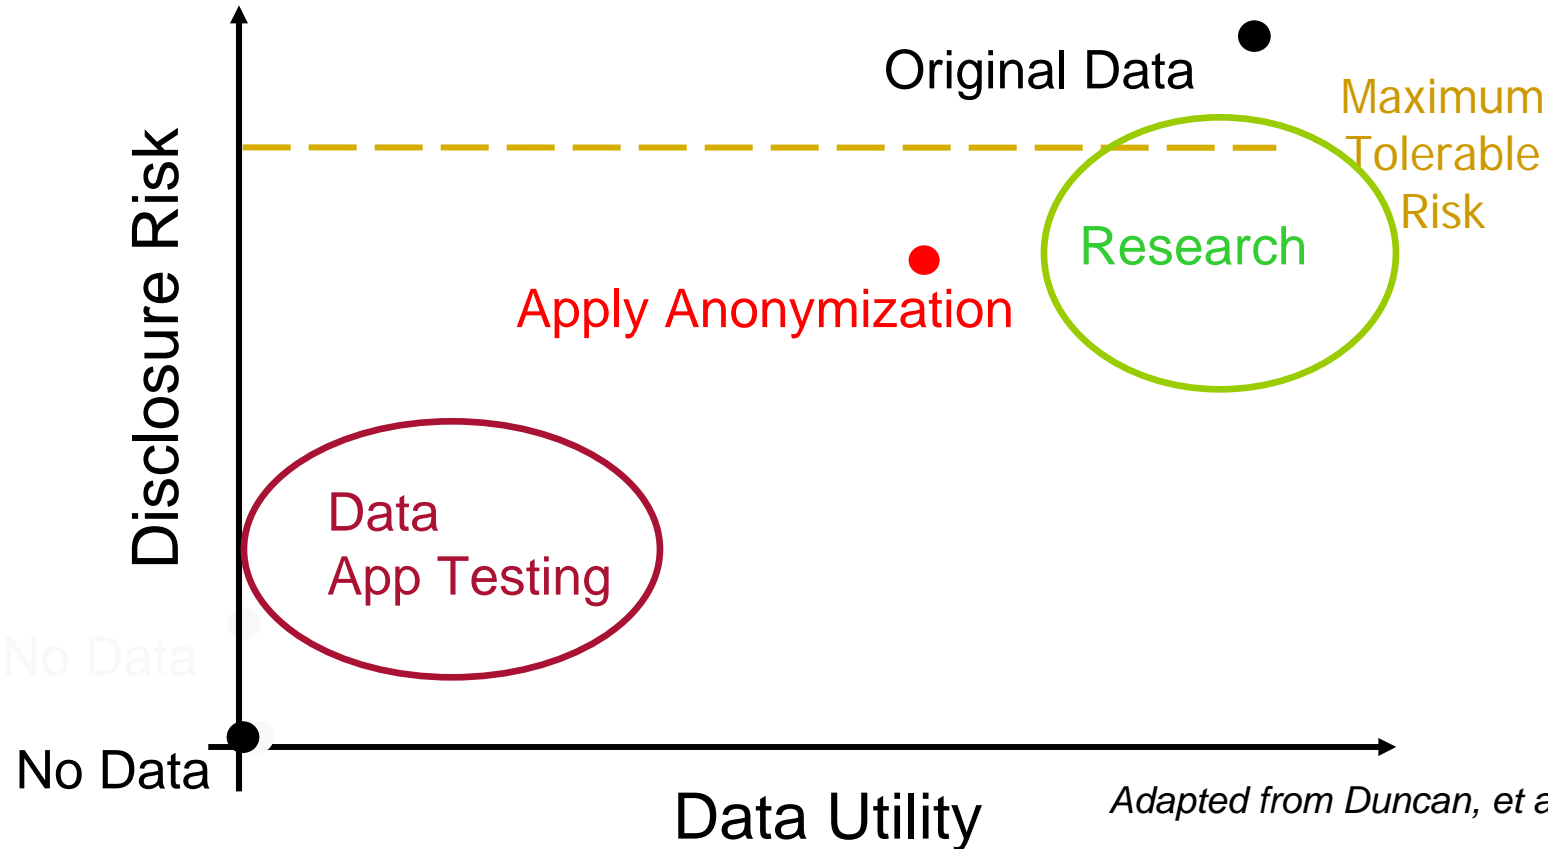 Original Data
Maximum
Tolerable
Risk
Disclosure Risk
Research
Apply Anonymization
Data
App Testing
No Data
No Data
Data Utility
Adapted from Duncan, et